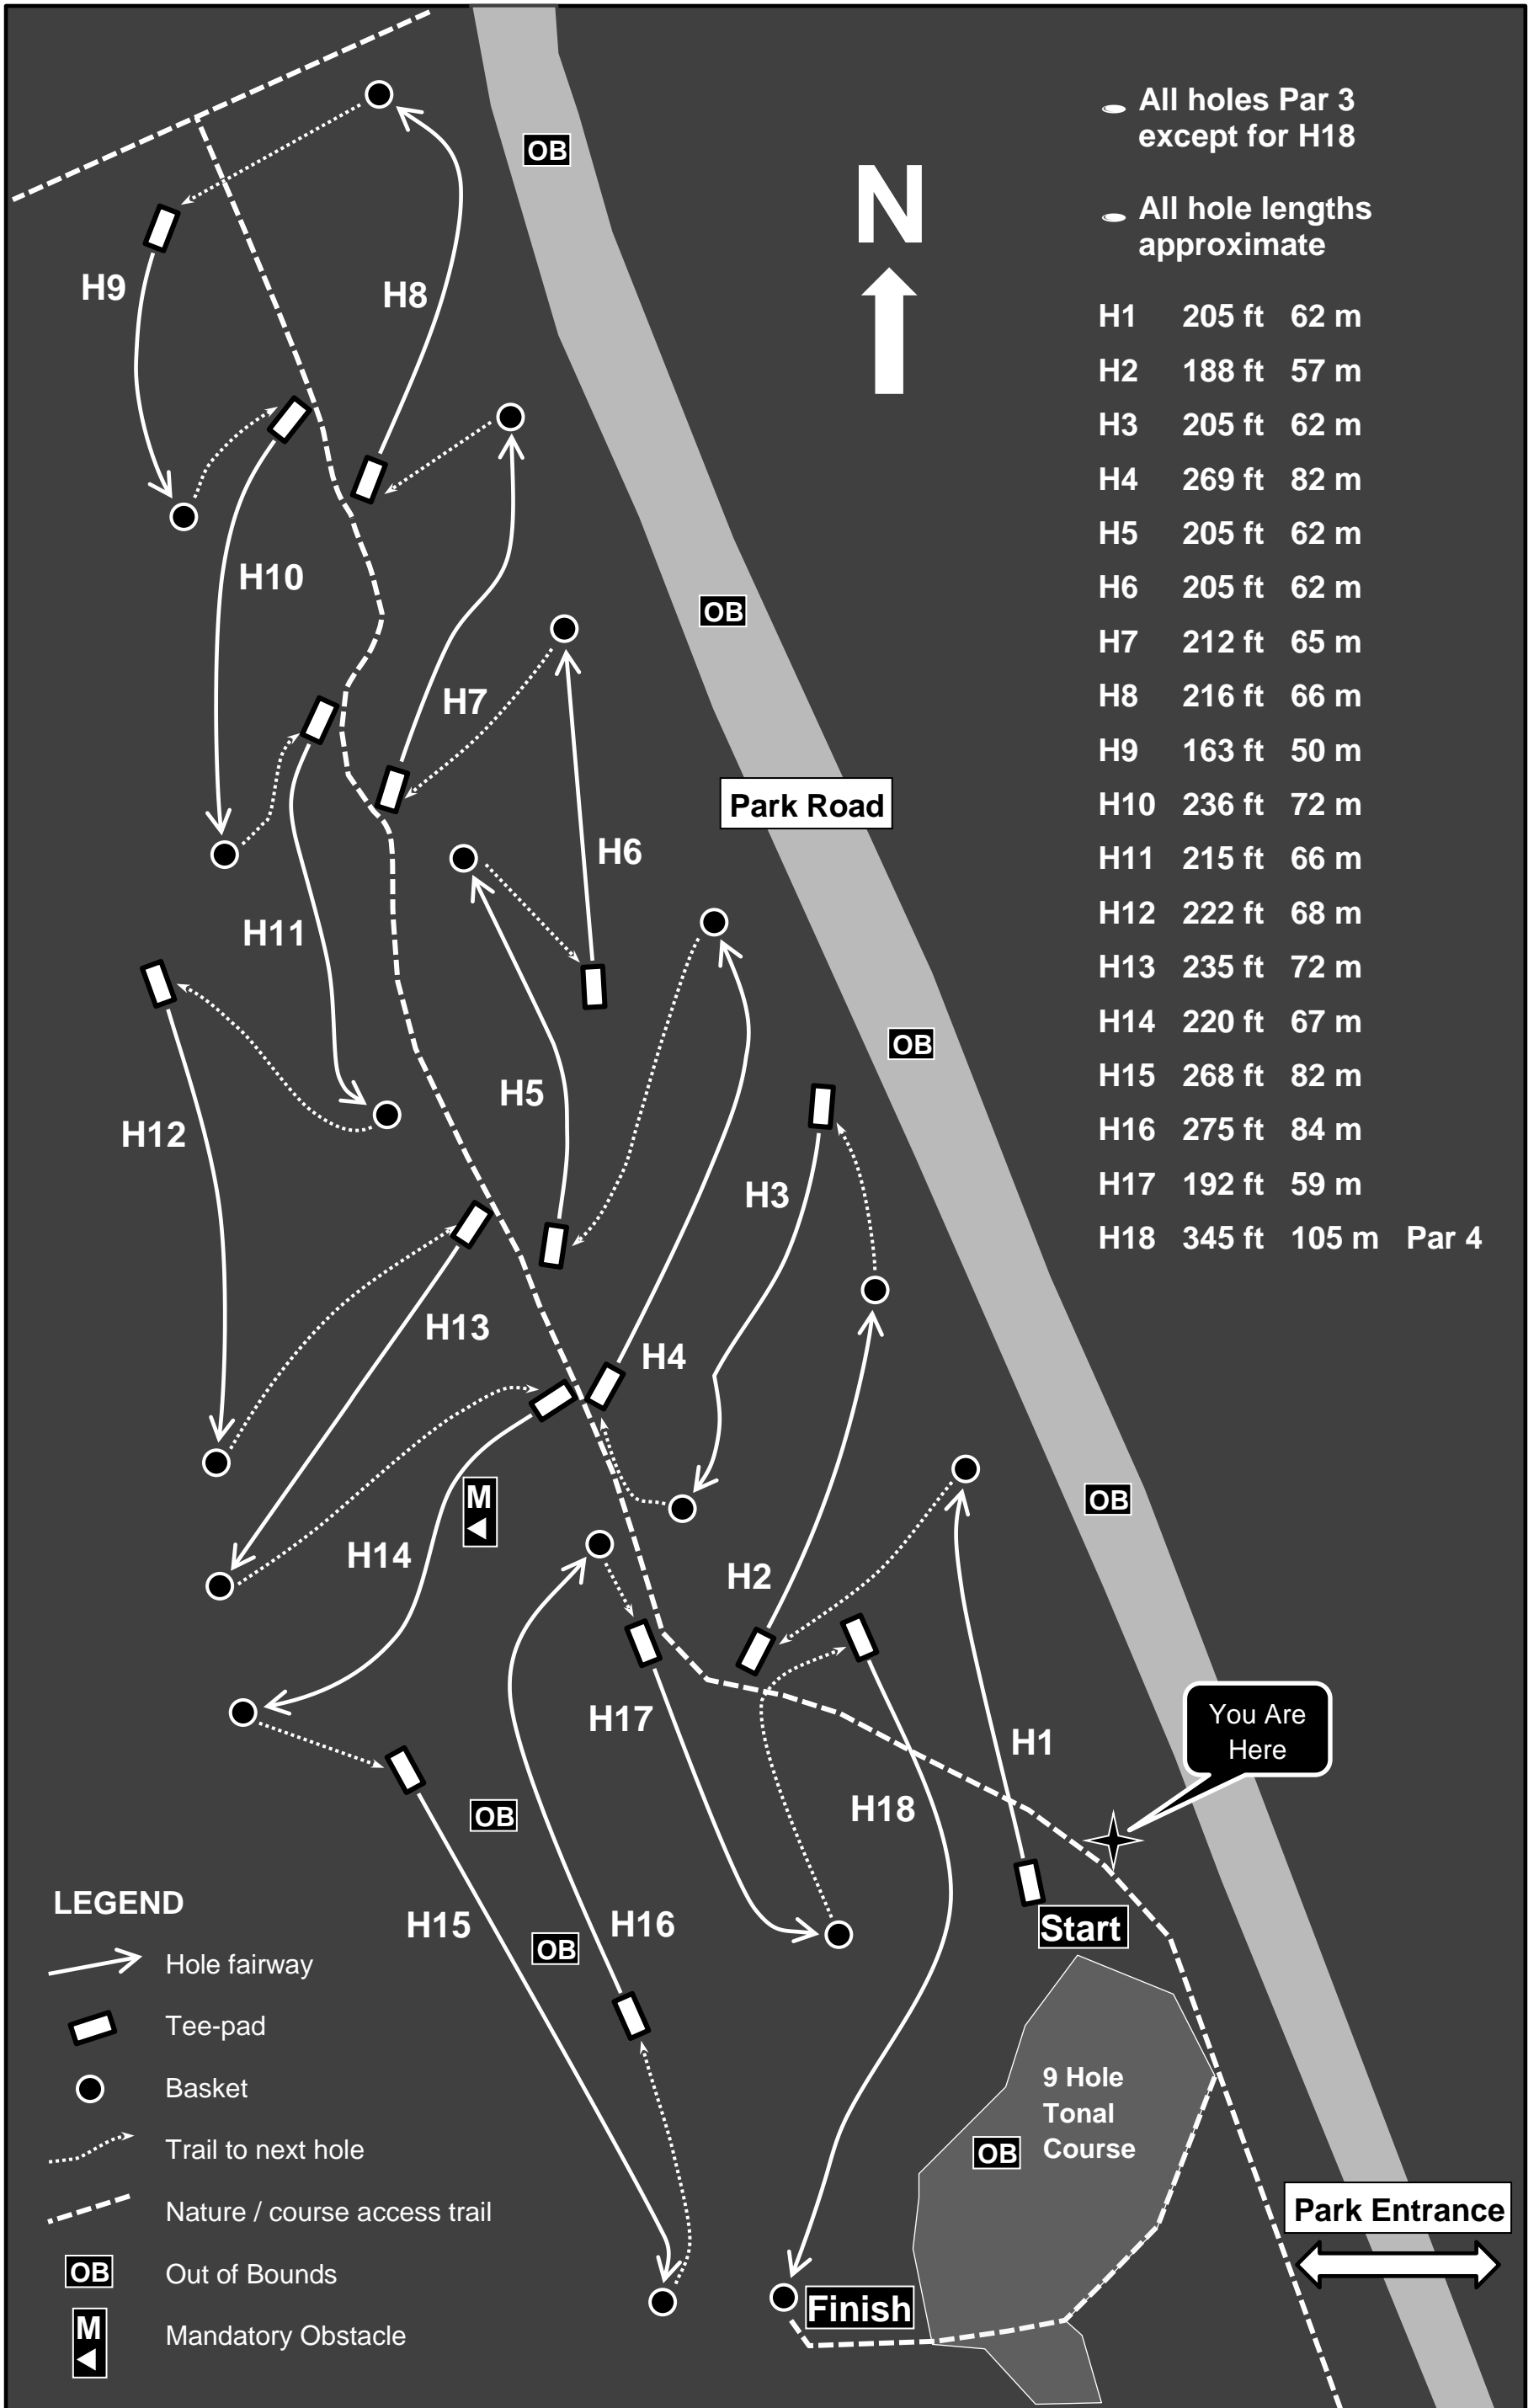 All holes Par 3
except for H18
All hole lengths
approximate
N
H1 205 ft 62 m
H2 188 ft 57 m
H3 205 ft 62 m
H4 269 ft 82 m
H5 205 ft 62 m
H6 205 ft 62 m
H7 212 ft 65 m
H8 216 ft 66 m
H9 163 ft 50 m
H10 236 ft 72 m
H11 215 ft 66 m
H12 222 ft 68 m
H13 235 ft 72 m
H14 220 ft 67 m
H15 268 ft 82 m
H16 275 ft 84 m
H17 192 ft 59 m
H18 345 ft 105 m Par 4
OB
H9
H8
H10
OB
H7
Park Road
H6
H11
OB
H5
H12
H3
H13
H4
M
OB
H14
H2
H17
You Are
Here
H1
H18
OB
H15
H16
OB
Start
9 Hole
Tonal
Course
OB
Park Entrance
Finish
LEGEND
Hole fairway
Tee-pad
Basket
Trail to next hole
Nature / course access trail
OB Out of Bounds
M Mandatory Obstacle